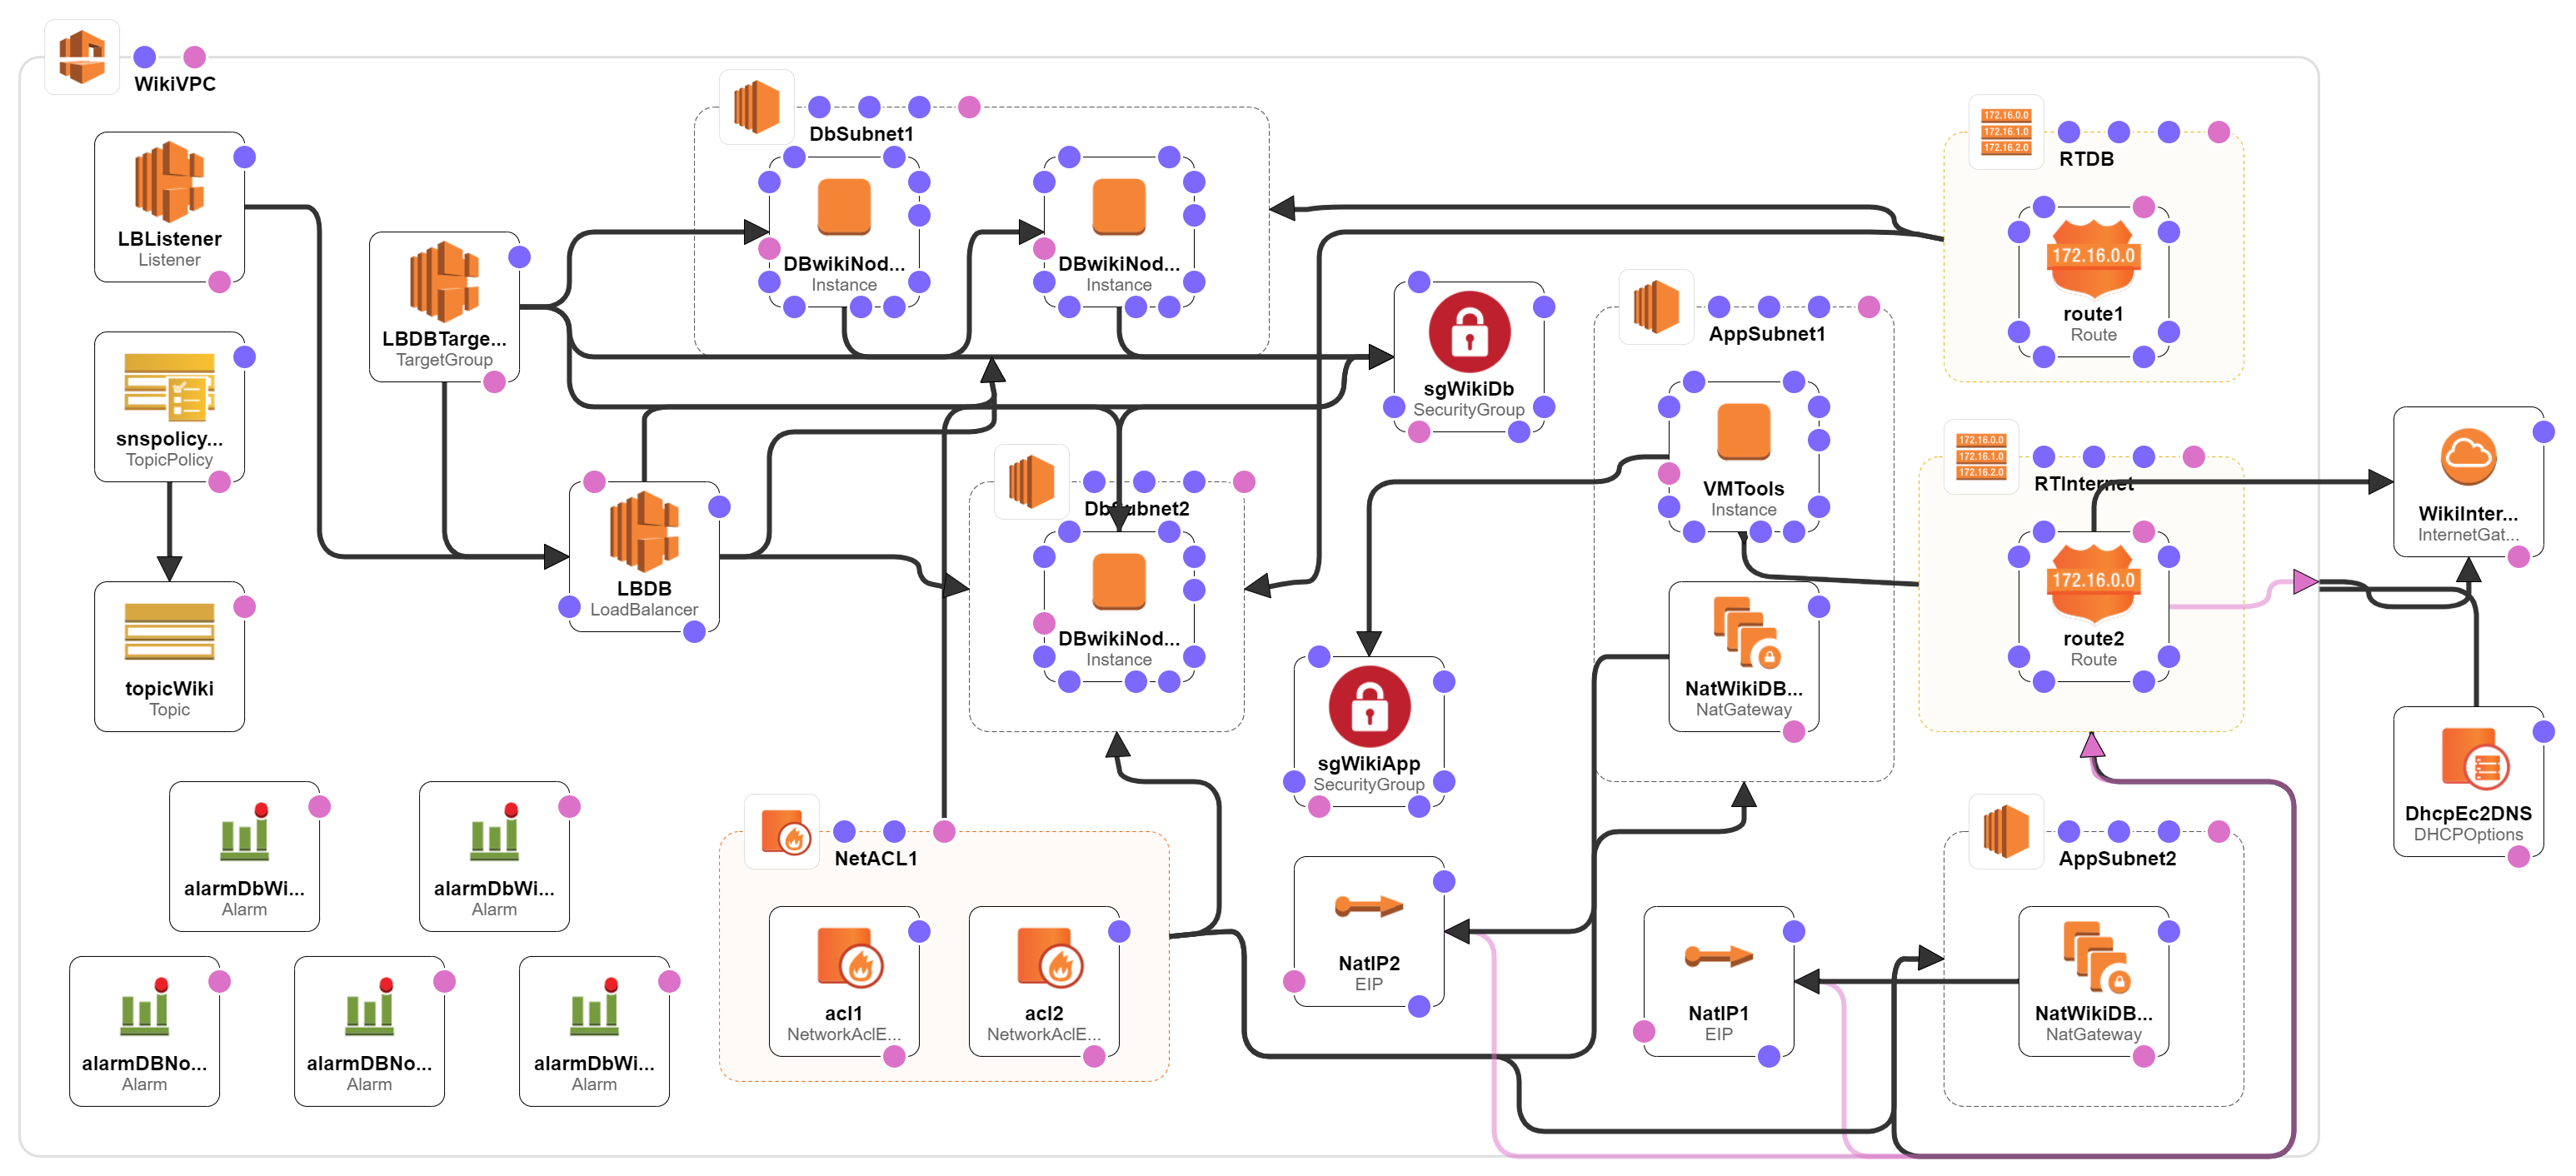 WikiVPC
DbSubnet1
172.16.0.0
172.16.1.0
172.16.2.0
RTDB
LBListener
Listener
DBwikiNod...
Instance
DBwikiNod...
Instance
172.16.0.0
route1
Route
LBDBTarge...
TargetGroup
AppSubnet1
sgWikiDb
SecurityGroup
snspolicy...
TopicPolicy
172.16.0.0
172.16.1.0
172.16.2.0
RTInternet
VMTools
Instance
DbSubnet2
WikiInter...
InternetGat...
LBDB
LoadBalancer
172.16.0.0
route2
Route
DBwikiNod...
Instance
topicWiki
Topic
NatWikiDB...
NatGateway
sgWikiApp
SecurityGroup
DhcpEc2DNS
DHCPOptions
NetACL1
AppSubnet2
alarmDbWi...
Alarm
alarmDbWi...
Alarm
NatIP2
EIP
acl1
NetworkAclE...
acl2
NetworkAclE...
NatIP1
EIP
NatWikiDB...
NatGateway
alarmDBNo...
Alarm
alarmDBNo...
Alarm
alarmDbWi...
Alarm